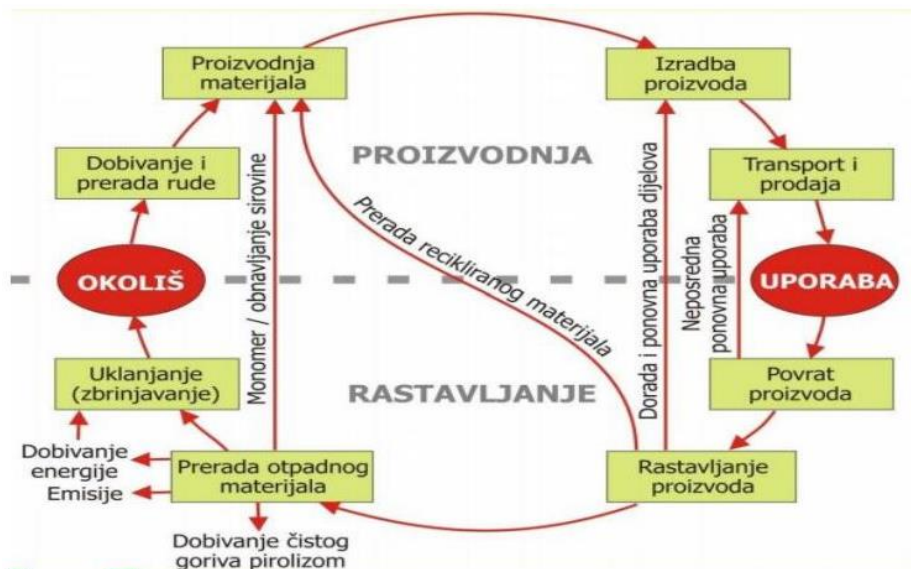 Proizvodnja
materijala
Izradba
proizvoda
Dobivanje i
prerada rude
PROIZVODNJA
Transport i
prodaja
Monomer / obnavljanje sirovine
Prerada recikliranog materijala
Dorada i ponovna uporaba dijelova
Neposredna
ponovna uporaba
OKOLIŠ
UPORABA
Uklanjanje
(zbrinjavanje)
RASTAVLJANJE
Povrat
proizvoda
Dobivanje
energije
Emisije
Prerada otpadnog
materijala
Rastavljanje
proizvoda
Dobivanje čistog
goriva pirolizom